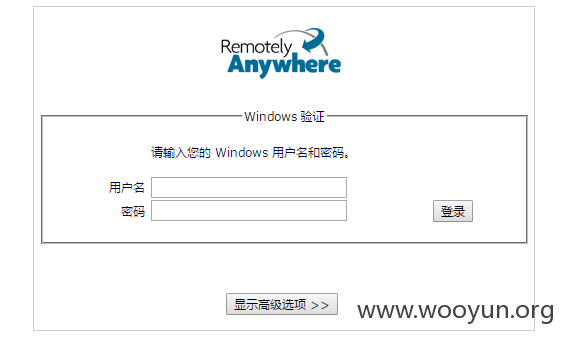 Remotely
Anywhere
Windows 验证
请输入您的 Windows 用户名和密码。
用户名
密码
登录
显示高级选项 >>
www.wooyun.org